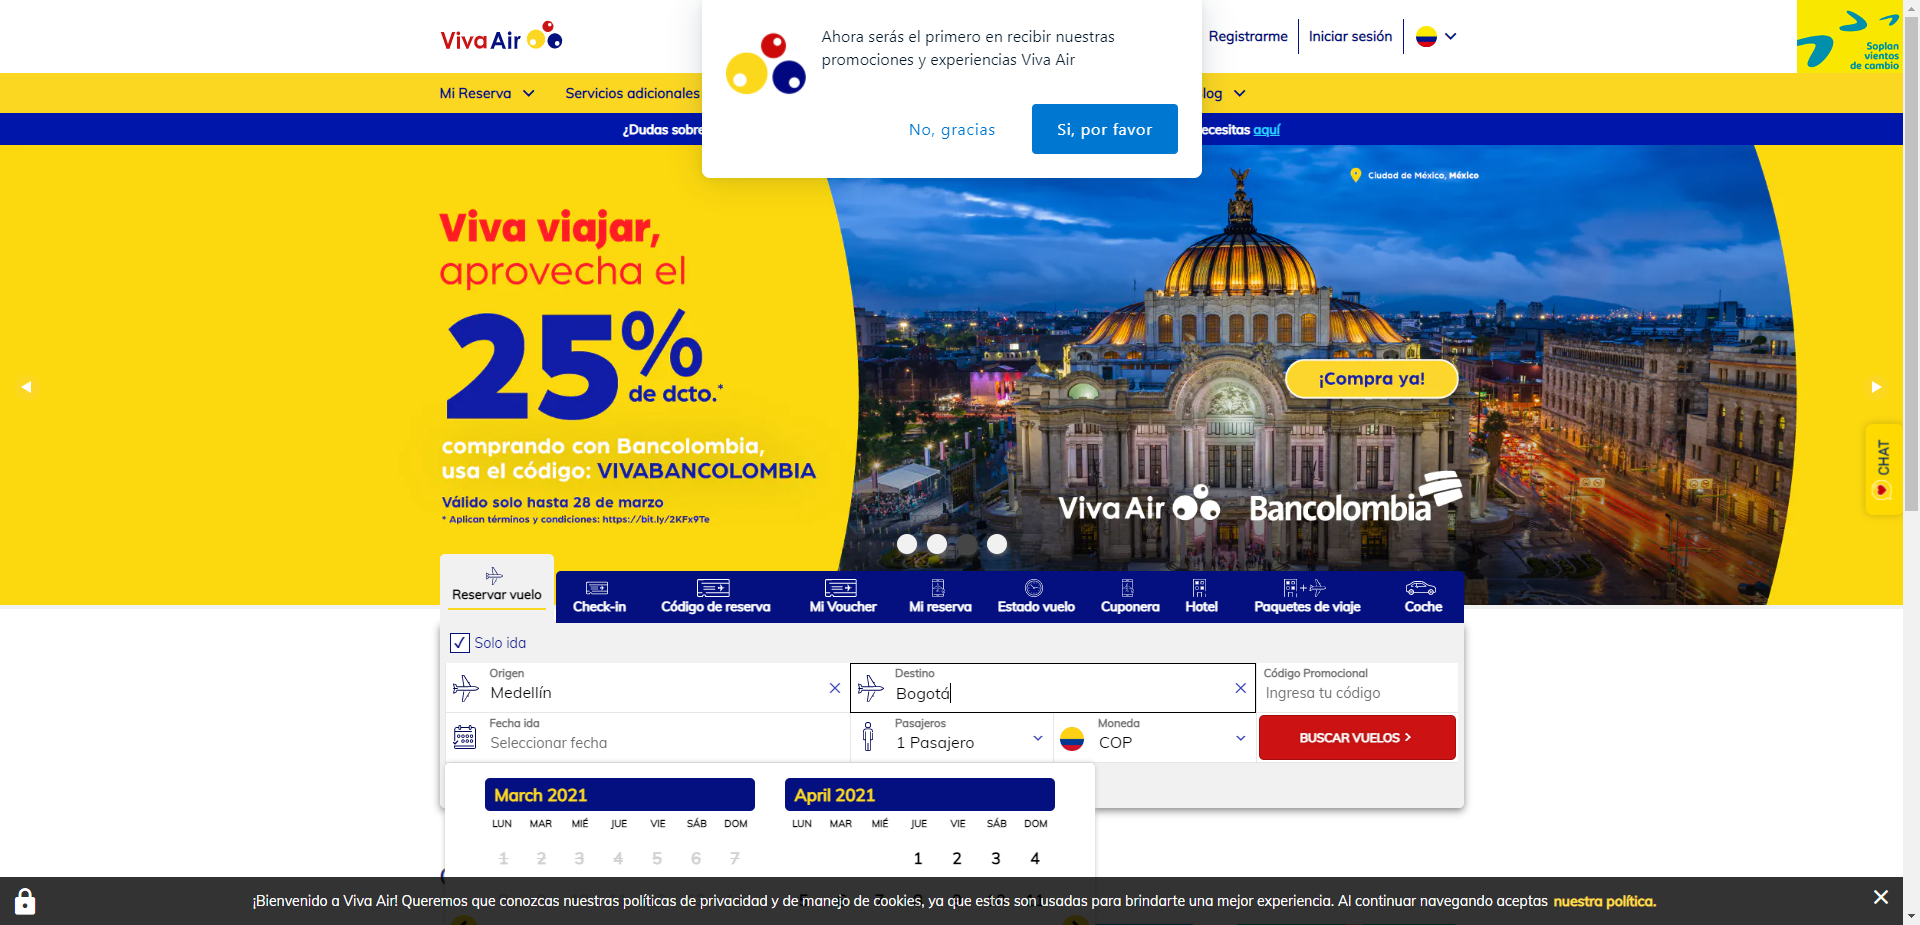 Viva Air
Ahora serás el primero en recibir nuestras
promociones y experiencias Viva Air
No, gracias
Si, por favor
Registrarme
Iniciar sesión
Soplan
vientos
de cambio
Mi Reserva
Servicios adicionales
log
¿Dudas sobre
ecesitas aquí
Ciudad de México, México
Viva viajar,
aprovecha el
25%
de dcto.*
comprando con Bancolombia,
usa el código: VIVABANCOLOMBIA
Válido solo hasta 28 de marzo
* Aplican términos y condiciones: https://bit.ly/2KFx9Te
¡Compra ya!
Viva Air
Bancolombia
CHAT
Reservar vuelo
Check-in
Código de reserva
Mi Voucher
Mi reserva
Estado vuelo
Cuponera
Hotel
Paquetes de viaje
Coche
Solo ida
Origen
Medellín
Destino
Bogotá
Código Promocional
Ingresa tu código
Fecha ida
Seleccionar fecha
Pasajeros
1 Pasajero
Moneda
COP
BUSCAR VUELOS >
March 2021
April 2021
LUN MAR MIÉ JUE VIE SÁB DOM
LUN MAR MIÉ JUE VIE SÁB DOM
1 2 3 4 5 6 7
1 2 3 4
¡Bienvenido a Viva Air! Queremos que conozcas nuestras políticas de privacidad y de manejo de cookies, ya que estas son usadas para brindarte una mejor experiencia. Al continuar navegando aceptas nuestra política.